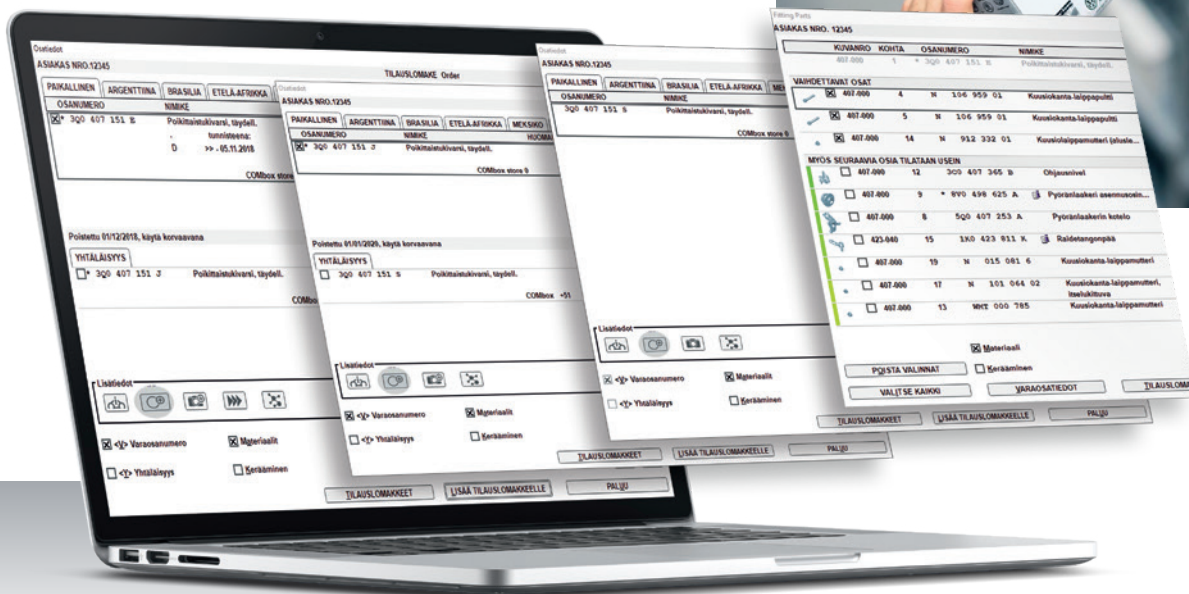 Osatiedot
ASIAKAS NRO.12345
TILAUSLOMAKE Order
PAIKALLINEN ARGENTTIINA BRASILIA ETELÄ-AFRIKKA
OSANUMERO NIMIKE
* 3Q0 407 151 E Poikittaistukivarsi, täydell.
. tunnisteena:
D >> - 05.11.2018
COMbox store
Poistettu 01/12/2018, käytä korvaavana
YHTÄLÄISYYS
* 3Q0 407 151 J Poikittaistukivarsi, täydell.
Lisätiedot
<V> Varaosanumero Materiaalit
<Y> Yhtäläisyys Kerääminen
TILAUSLOMAKKEET LISÄÄ TILAUSLOMAKKEELLE PALUU
Osatiedot
ASIAKAS NRO.12345
PAIKALLINEN ARGENTTIINA BRASILIA ETELÄ-AFRIKKA MEKSIKO
OSANUMERO NIMIKE
* 3Q0 407 151 J Poikittaistukivarsi, täydell.
COMbox store 0
Poistettu 01/01/2020, käytä korvaavana
YHTÄLÄISYYS
3Q0 407 151 S Poikittaistukivarsi, täydell.
COMbox +51
Lisätiedot
<V> Varaosanumero Materiaalit
<Y> Yhtäläisyys Kerääminen
TILAUSLOMAKKEET LISÄÄ TILAUSLOMAKKEELLE PALUU
Osatiedot
ASIAKAS NRO.12345
PAIKALLINEN ARGENTTIINA BRASILIA ETELÄ-AFRIKKA
OSANUMERO NIMIKE
3Q0 407 151 S Poikittaistukivarsi, täydell.
COMbox store 0
Lisätiedot
<V> Varaosanumero Materiaalit
<Y> Yhtäläisyys Kerääminen
TILAUSLOMAKKEET LISÄÄ TILAUSLOMAKKEELLE PALUU
Fitting Parts
ASIAKAS NRO. 12345
KUVANRO KOHTA OSANUMERO NIMIKE
407-000 1 * 3Q0 407 151 E Poikittaistukivarsi, täydell.
VAIHDETTAVAT OSAT
407-000 4 N 106 959 01 Kuusiokanta-laippapultti
407-000 5 N 106 959 01 Kuusiokanta-laippapultti
407-000 14 N 912 332 01 Kuusiolaippamutteri (alusle...
MYÖS SEURAAVIA OSIA TILATAAN USEIN
407-000 12 3C0 407 365 B Ohjausnivel
407-000 9 * 8V0 498 625 A Pyöränlaakeri asennusosin...
407-000 8 5Q0 407 253 A Pyöränlaakerin kotelo
423-040 15 1K0 423 811 K Raidetangonpää
407-000 19 N 015 081 6 Kuusiokanta-laippamutteri
407-000 17 N 101 064 02 Kuusiokanta-laippamutteri,
itselukittuva
407-000 13 WHT 000 785 Kuusiokanta-laippamutteri
Materiaali
POISTA VALINNAT Kerääminen
VALITSE KAIKKI VARAOSATIEDOT